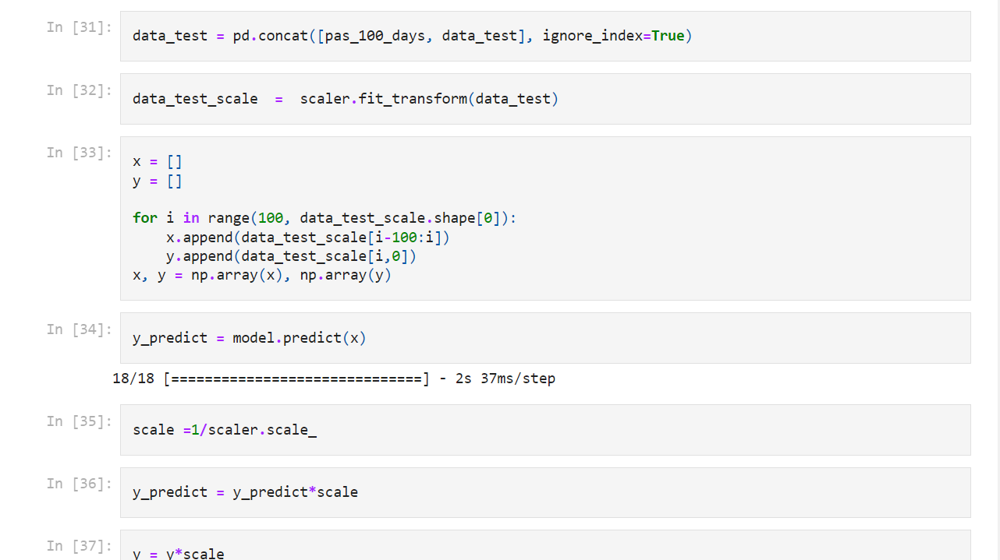 In [31]: data_test = pd.concat([pas_100_days, data_test], ignore_index=True)
In [32]: data_test_scale  =  scaler.fit_transform(data_test)
In [33]: x = []
y = []
for i in range(100, data_test_scale.shape[0]):
    x.append(data_test_scale[i-100:i])
    y.append(data_test_scale[i,0])
x, y = np.array(x), np.array(y)
In [34]: y_predict = model.predict(x)
18/18 [==============================] - 2s 37ms/step
In [35]: scale =1/scaler.scale_
In [36]: y_predict = y_predict*scale
In [37]: y = y*scale